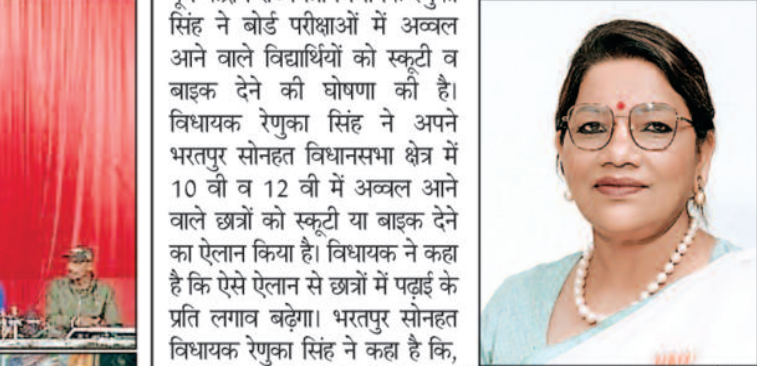 सिंह ने बोर्ड परीक्षाओं में अव्वल
आने वाले विद्यार्थियों को स्कूटी व
बाइक देने की घोषणा की है।
विधायक रेणुका सिंह ने अपने
भरतपुर सोनहत विधानसभा क्षेत्र में
10 वी व 12 वी में अव्वल आने
वाले छात्रों को स्कूटी या बाइक देने
का ऐलान किया है। विधायक ने कहा
है कि ऐसे ऐलान से छात्रों में पढ़ाई के
प्रति लगाव बढ़ेगा। भरतपुर सोनहत
विधायक रेणुका सिंह ने कहा है कि,